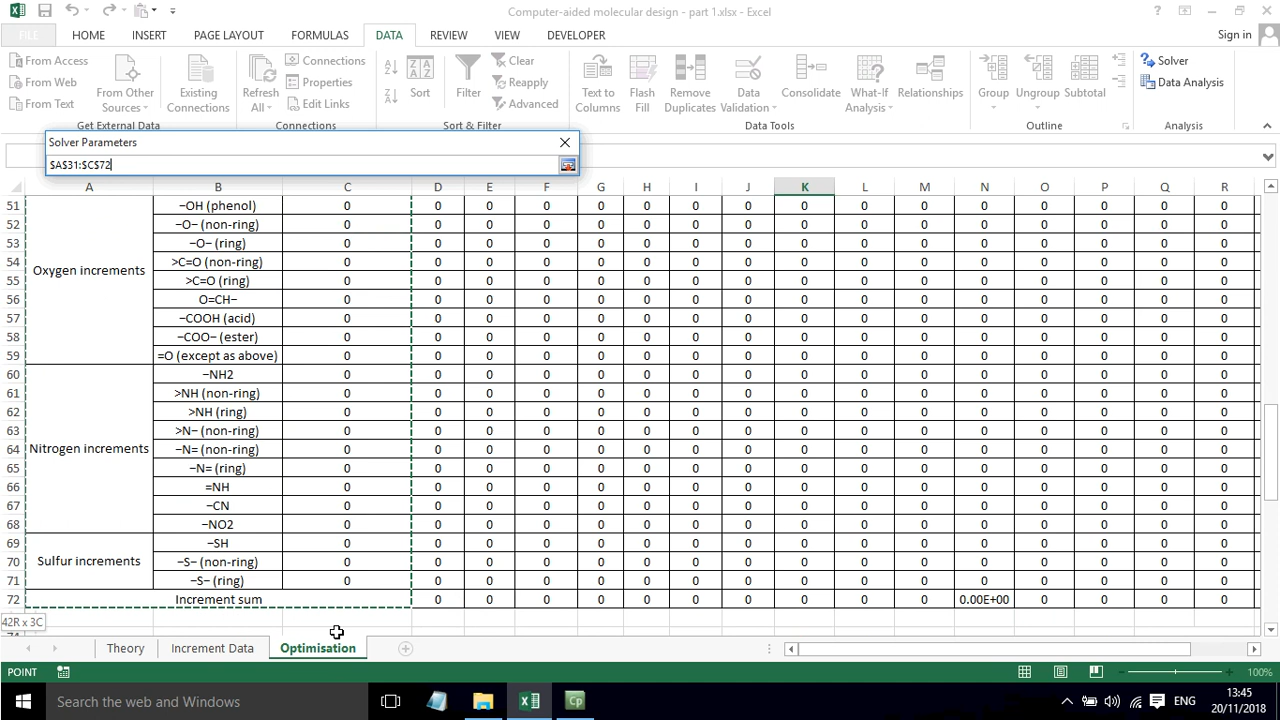 Computer-aided molecular design - part 1.xlsx - Excel
?
FILE
HOME
INSERT
PAGE LAYOUT
FORMULAS
DATA
REVIEW
VIEW
DEVELOPER
Sign in
From Access
From Web
From Text
From Other Sources
Existing Connections
Get External Data
Refresh All
Connections
Properties
Edit Links
Connections
Sort
Filter
Clear
Reapply
Advanced
Sort & Filter
Text to Columns
Flash Fill
Remove Duplicates
Data Validation
Consolidate
What-If Analysis
Relationships
Data Tools
Group
Ungroup
Subtotal
Outline
Solver
Data Analysis
Analysis
Solver Parameters
$A$31:$C$72
A B C D E F G H I J K L M N O P Q R
51 −OH (phenol) 0 0 0 0 0 0 0 0 0 0 0 0 0 0 0 0
52 −O− (non-ring) 0 0 0 0 0 0 0 0 0 0 0 0 0 0 0 0
53 −O− (ring) 0 0 0 0 0 0 0 0 0 0 0 0 0 0 0 0
54 >C=O (non-ring) 0 0 0 0 0 0 0 0 0 0 0 0 0 0 0 0
Oxygen increments
55 >C=O (ring) 0 0 0 0 0 0 0 0 0 0 0 0 0 0 0 0
56 O=CH− 0 0 0 0 0 0 0 0 0 0 0 0 0 0 0 0
57 −COOH (acid) 0 0 0 0 0 0 0 0 0 0 0 0 0 0 0 0
58 −COO− (ester) 0 0 0 0 0 0 0 0 0 0 0 0 0 0 0 0
59 =O (except as above) 0 0 0 0 0 0 0 0 0 0 0 0 0 0 0 0
60 −NH2 0 0 0 0 0 0 0 0 0 0 0 0 0 0 0 0
61 >NH (non-ring) 0 0 0 0 0 0 0 0 0 0 0 0 0 0 0 0
62 >NH (ring) 0 0 0 0 0 0 0 0 0 0 0 0 0 0 0 0
63 >N− (non-ring) 0 0 0 0 0 0 0 0 0 0 0 0 0 0 0 0
64 Nitrogen increments −N= (non-ring) 0 0 0 0 0 0 0 0 0 0 0 0 0 0 0 0
65 −N= (ring) 0 0 0 0 0 0 0 0 0 0 0 0 0 0 0 0
66 =NH 0 0 0 0 0 0 0 0 0 0 0 0 0 0 0 0
67 −CN 0 0 0 0 0 0 0 0 0 0 0 0 0 0 0 0
68 −NO2 0 0 0 0 0 0 0 0 0 0 0 0 0 0 0 0
69 −SH 0 0 0 0 0 0 0 0 0 0 0 0 0 0 0 0
70 Sulfur increments −S− (non-ring) 0 0 0 0 0 0 0 0 0 0 0 0 0 0 0 0
71 −S− (ring) 0 0 0 0 0 0 0 0 0 0 0 0 0 0 0 0
72 Increment sum 0 0 0 0 0 0 0 0 0 0 0.00E+00 0 0 0 0
42R x 3C
Theory
Increment Data
Optimisation
POINT
100%
Search the web and Windows
Cp
ENG
13:45
20/11/2018